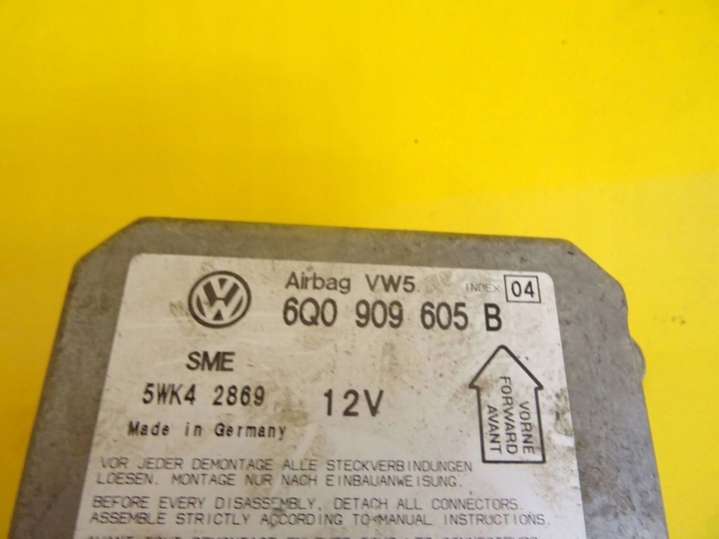 Airbag VW5 INDEX 04
6Q0 909 605 B
SME
5WK4 2869 12V
Made in Germany
VORNE
FORWARD
AVANT
VOR JEDER DEMONTAGE ALLE STECKVERBINDUNGEN
LOESEN. MONTAGE NUR NACH EINBAUANWEISUNG.
BEFORE EVERY DISASSEMBLY, DETACH ALL CONNECTORS.
ASSEMBLE STRICTLY ACCORDING TO MANUAL INSTRUCTIONS.